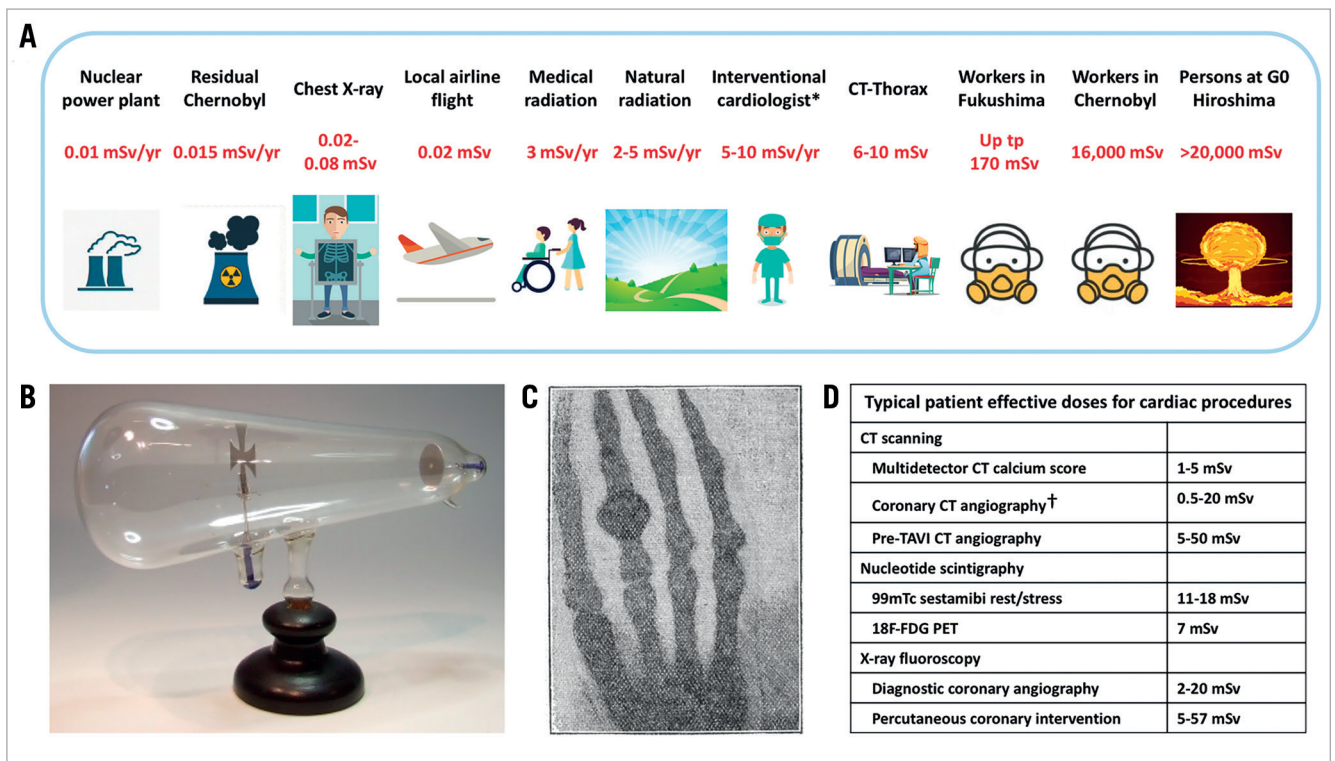 A
Nuclear
power plant
0.01 mSv/yr
Residual
Chernobyl
0.015 mSv/yr
Chest X-ray
0.02-
0.08 mSv
Local airline
flight
0.02 mSv
Medical
radiation
3 mSv/yr
Natural
radiation
2-5 mSv/yr
Interventional
cardiologist*
5-10 mSv/yr
CT-Thorax
6-10 mSv
Workers in
Fukushima
Up tp
170 mSv
Workers in
Chernobyl
16,000 mSv
Persons at G0
Hiroshima
>20,000 mSv
B
C
D
Typical patient effective doses for cardiac procedures
CT scanning
Multidetector CT calcium score 1-5 mSv
Coronary CT angiography† 0.5-20 mSv
Pre-TAVI CT angiography 5-50 mSv
Nucleotide scintigraphy
99mTc sestamibi rest/stress 11-18 mSv
18F-FDG PET 7 mSv
X-ray fluoroscopy
Diagnostic coronary angiography 2-20 mSv
Percutaneous coronary intervention 5-57 mSv